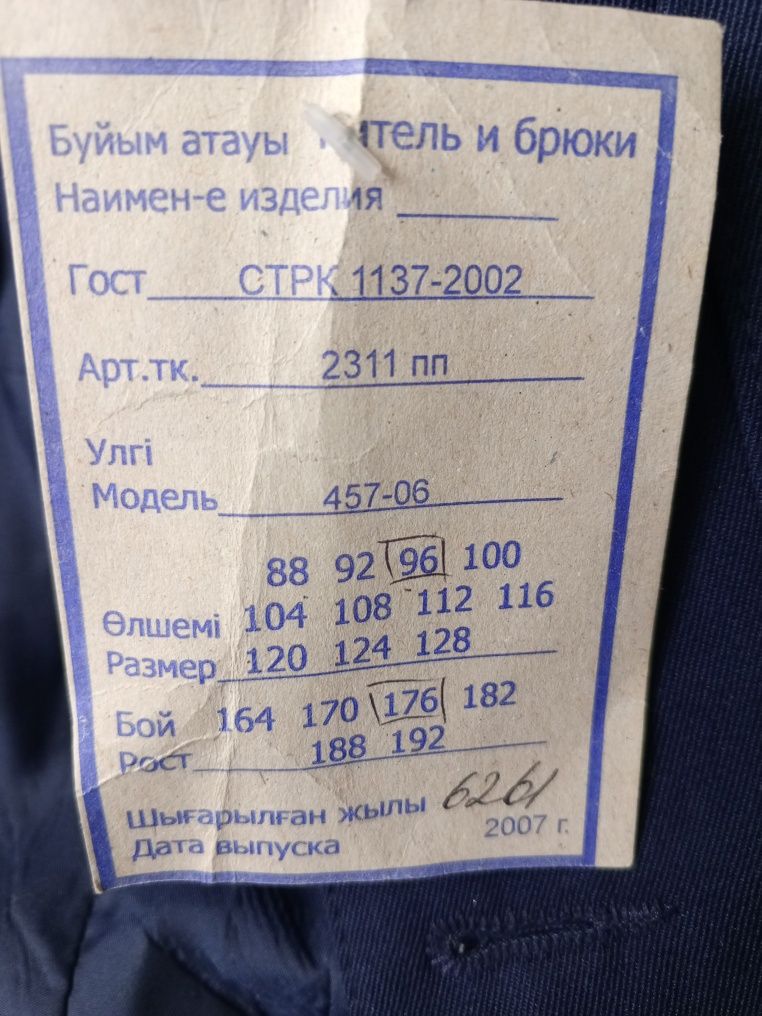 Буйым атауы китель и брюки
Наимен-е изделия
Гост СТРК 1137-2002
Арт.тк. 2311 пп
Улгі
Модель 457-06
88 92 96 100
Өлшемі 104 108 112 116
Размер 120 124 128
Бой 164 170 176 182
Рост 188 192
Шығарылған жылы 6261
Дата выпуска 2007 г.